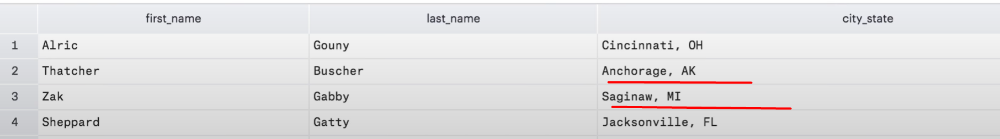 first_name last_name city_state
1 Alric Gouny Cincinnati, OH
2 Thatcher Buscher Anchorage, AK
3 Zak Gabby Saginaw, MI
4 Sheppard Gatty Jacksonville, FL